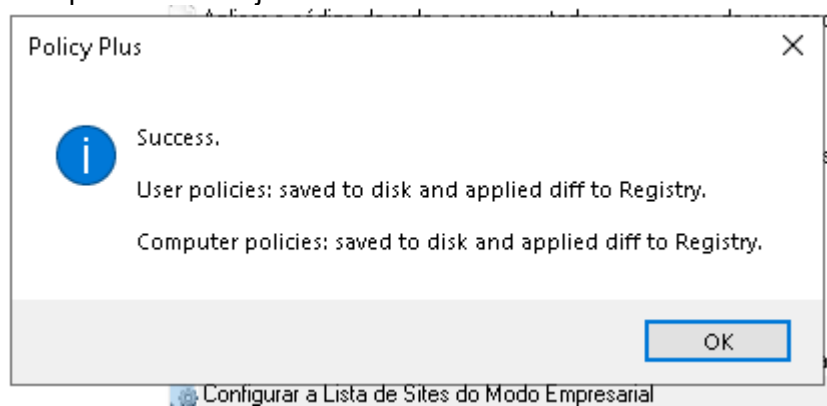 Policy Plus
Success.
User policies: saved to disk and applied diff to Registry.
Computer policies: saved to disk and applied diff to Registry.
OK
Configurar a Lista de Sites do Modo Empresarial